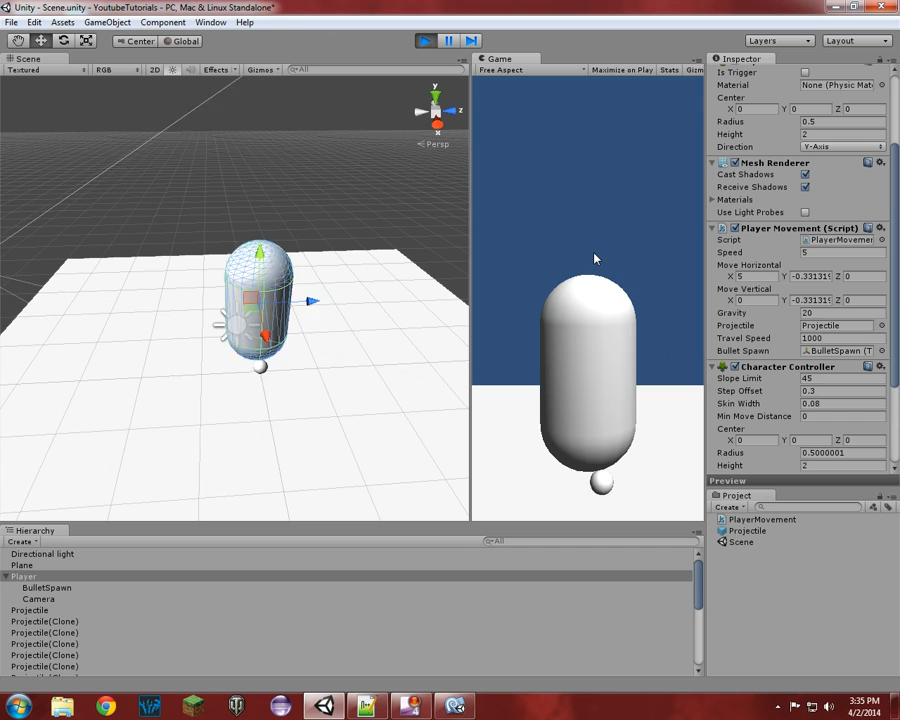 Unity - Scene.unity - YoutubeTutorials - PC, Mac & Linux Standalone*
File Edit Assets GameObject Component Window Help
Center Global Layers Layout
Scene
Textured RGB 2D Effects Gizmos All
y
z
Persp
Game
Free Aspect Maximize on Play Stats Gizm
Inspector
Is Trigger
Material None (Physic Mat
Center
X 0 Y 0 Z 0
Radius 0.5
Height 2
Direction Y-Axis
Mesh Renderer
Cast Shadows
Receive Shadows
Materials
Use Light Probes
Player Movement (Script)
Script PlayerMovemer
Speed 5
Move Horizontal
X 5 Y -0.331319 Z 0
Move Vertical
X 0 Y -0.331319 Z 0
Gravity 20
Projectile Projectile
Travel Speed 1000
Bullet Spawn BulletSpawn (T
Character Controller
Slope Limit 45
Step Offset 0.3
Skin Width 0.08
Min Move Distance 0
Center
X 0 Y 0 Z 0
Radius 0.5000001
Height 2
Preview
Project
Create
PlayerMovement
Projectile
Scene
Hierarchy
Create All
Directional light
Plane
Player
BulletSpawn
Camera
Projectile
Projectile(Clone)
Projectile(Clone)
Projectile(Clone)
Projectile(Clone)
Projectile(Clone)
3:35 PM
4/2/2014